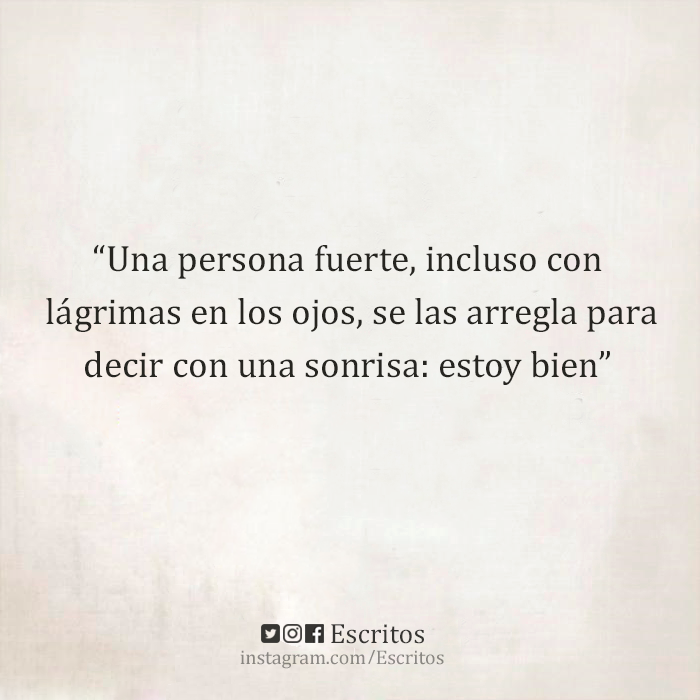 “Una persona fuerte, incluso con
lágrimas en los ojos, se las arregla para
decir con una sonrisa: estoy bien”
Escritos
instagram.com/Escritos